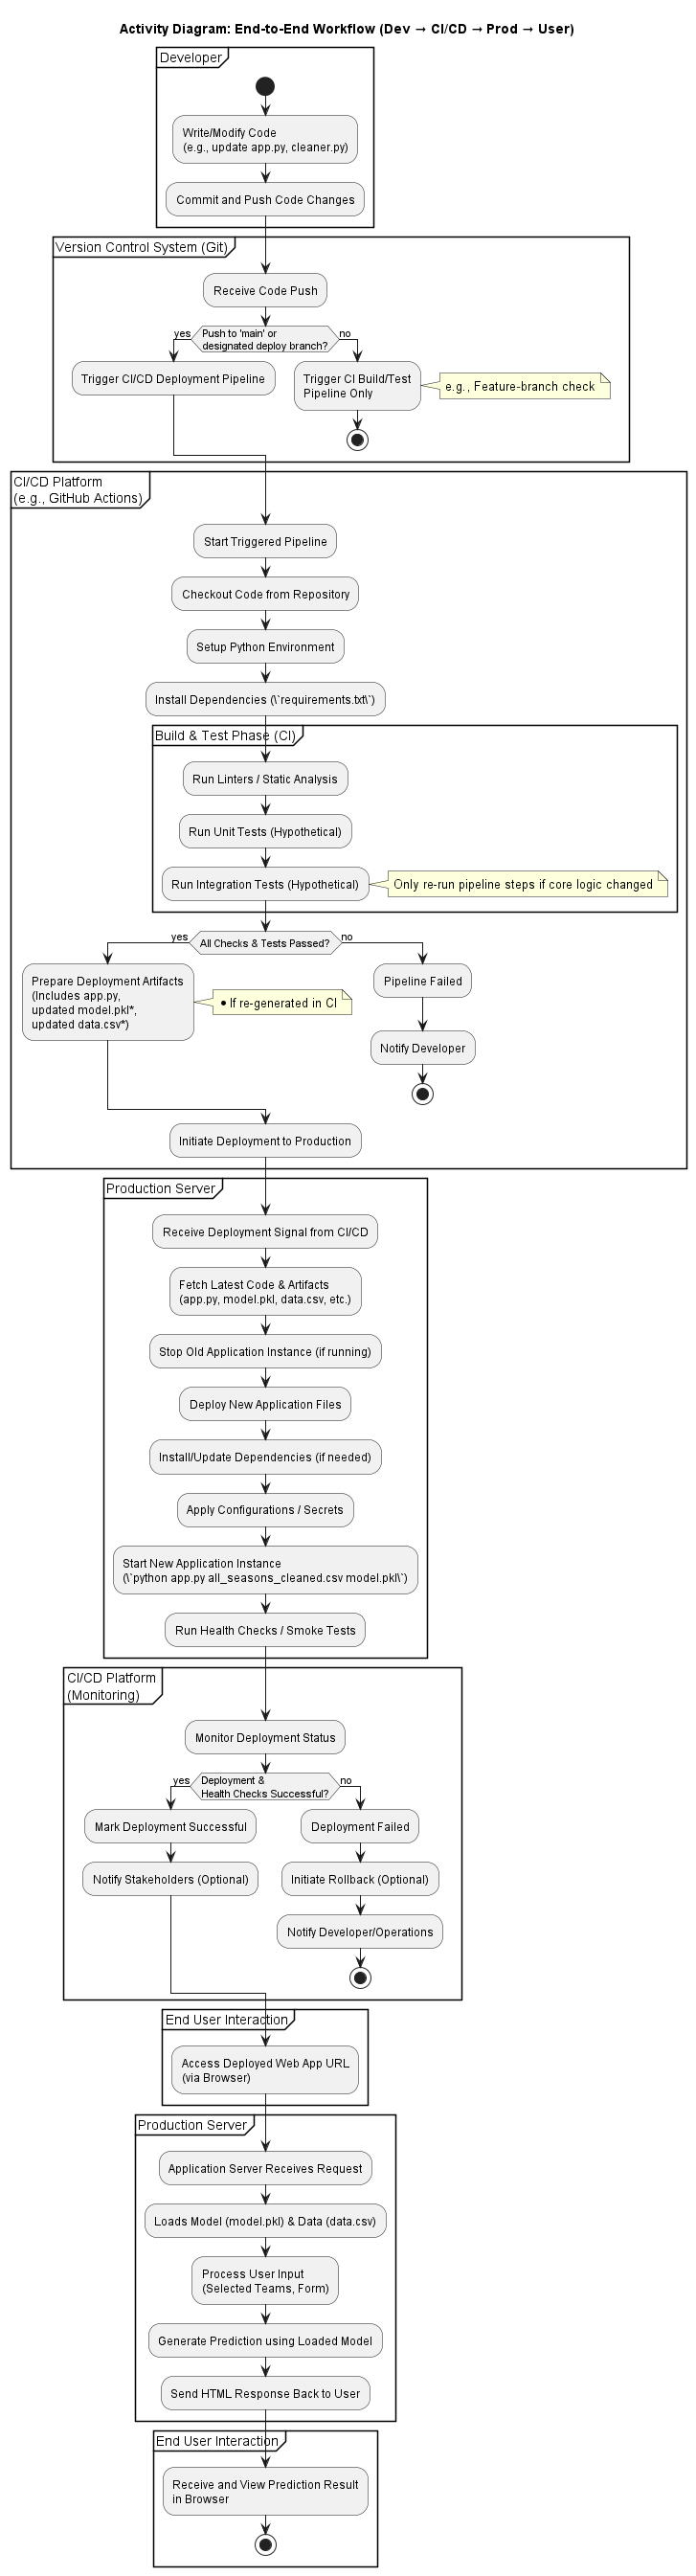 Activity Diagram: End-to-End Workflow (Dev → CI/CD → Prod → User)
Developer
Write/Modify Code
(e.g., update app.py, cleaner.py)
Commit and Push Code Changes
Version Control System (Git)
Receive Code Push
yes
Push to 'main' or
designated deploy branch?
no
Trigger CI/CD Deployment Pipeline
Trigger CI Build/Test
Pipeline Only
e.g., Feature-branch check
CI/CD Platform
(e.g., GitHub Actions)
Start Triggered Pipeline
Checkout Code from Repository
Setup Python Environment
Install Dependencies (\`requirements.txt\`)
Build & Test Phase (CI)
Run Linters / Static Analysis
Run Unit Tests (Hypothetical)
Run Integration Tests (Hypothetical)
Only re-run pipeline steps if core logic changed
yes
All Checks & Tests Passed?
no
Prepare Deployment Artifacts
(Includes app.py,
updated model.pkl*,
updated data.csv*)
• If re-generated in CI
Pipeline Failed
Notify Developer
Initiate Deployment to Production
Production Server
Receive Deployment Signal from CI/CD
Fetch Latest Code & Artifacts
(app.py, model.pkl, data.csv, etc.)
Stop Old Application Instance (if running)
Deploy New Application Files
Install/Update Dependencies (if needed)
Apply Configurations / Secrets
Start New Application Instance
(\`python app.py all_seasons_cleaned.csv model.pkl\`)
Run Health Checks / Smoke Tests
CI/CD Platform
(Monitoring)
Monitor Deployment Status
yes
Deployment &
Health Checks Successful?
no
Mark Deployment Successful
Notify Stakeholders (Optional)
Deployment Failed
Initiate Rollback (Optional)
Notify Developer/Operations
End User Interaction
Access Deployed Web App URL
(via Browser)
Production Server
Application Server Receives Request
Loads Model (model.pkl) & Data (data.csv)
Process User Input
(Selected Teams, Form)
Generate Prediction using Loaded Model
Send HTML Response Back to User
End User Interaction
Receive and View Prediction Result
in Browser